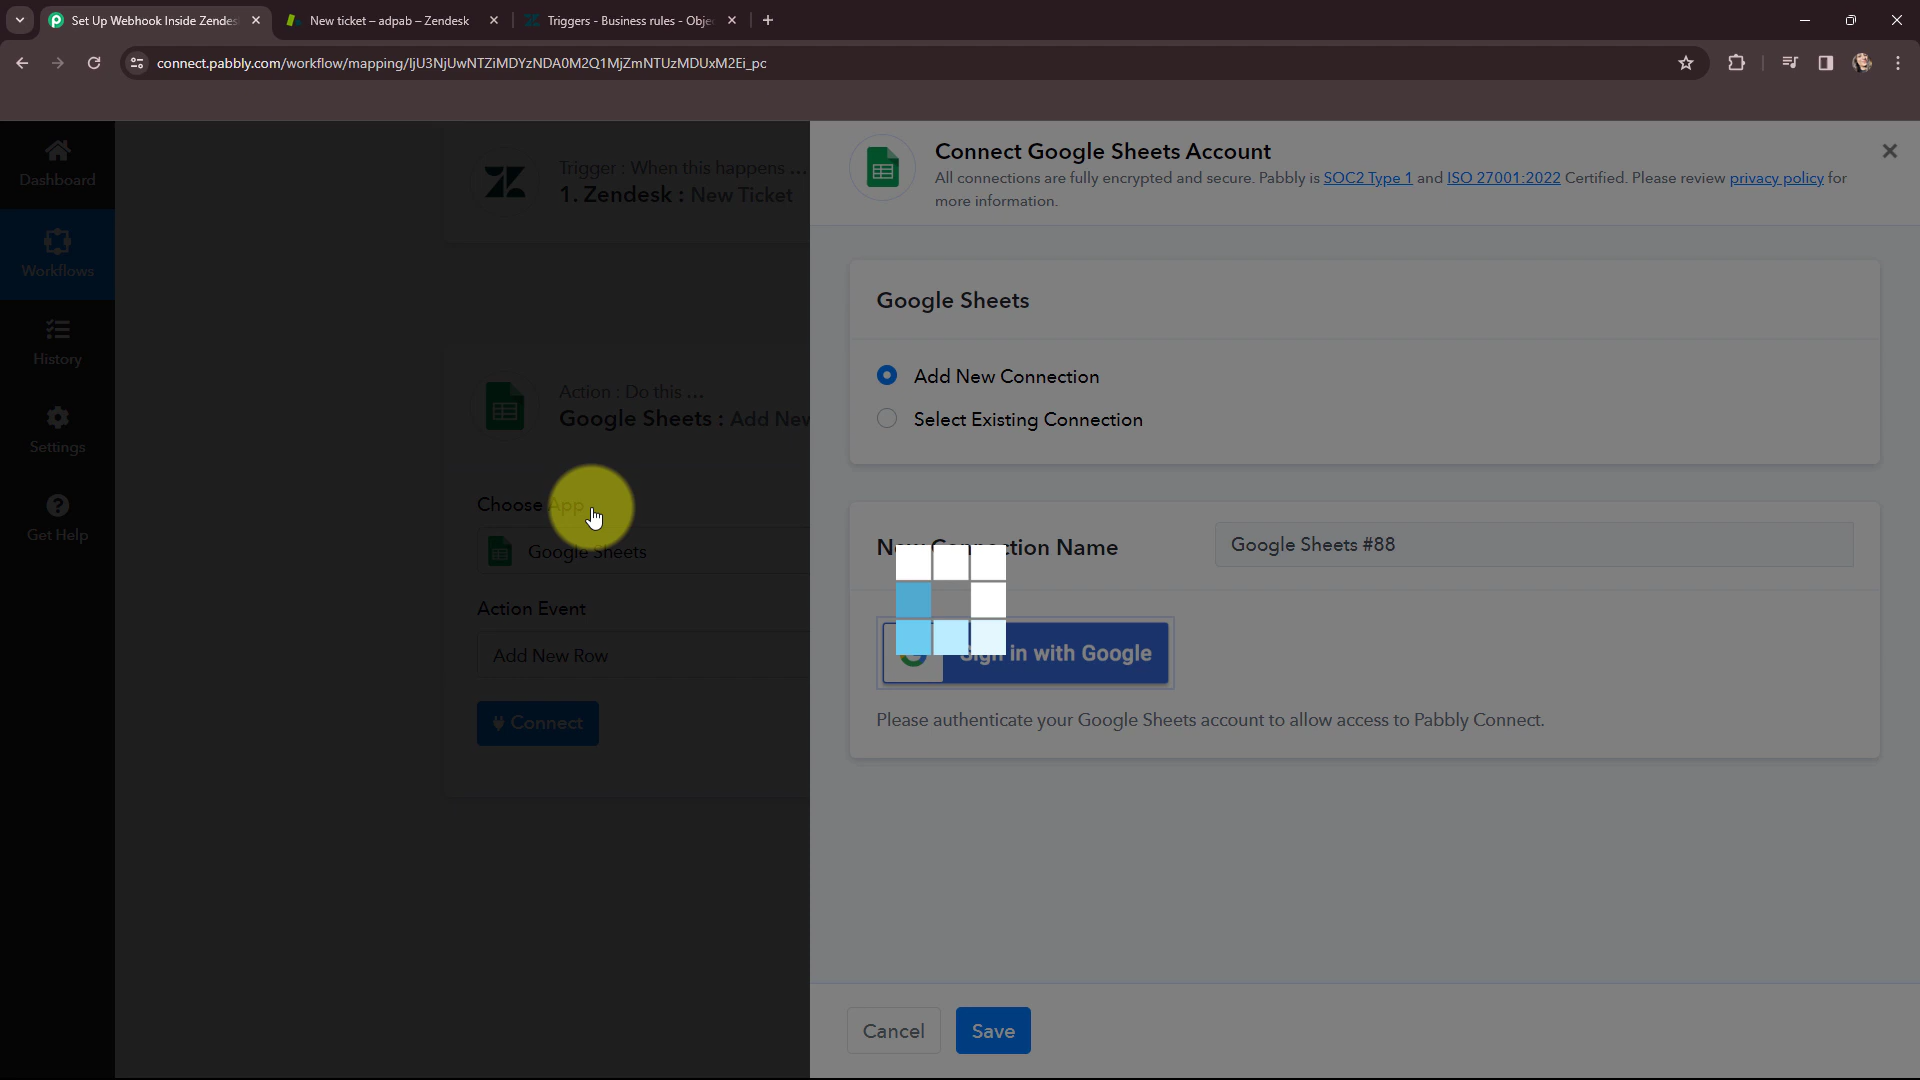 Set Up Webhook Inside Zendes
New ticket – adpab – Zendesk
Triggers - Business rules - Obje
connect.pabbly.com/workflow/mapping/IjU3NjUwNTZiMDYzNDA0M2Q1MjZmNTUzMDUxM2Ei_pc
Dashboard
Workflows
History
Settings
Get Help
Trigger : When this happens ...
1. Zendesk : New Ticket
Action : Do this ...
Google Sheets : Add New
Choose App
Google Sheets
Action Event
Add New Row
Connect
Connect Google Sheets Account
All connections are fully encrypted and secure. Pabbly is SOC2 Type 1 and ISO 27001:2022 Certified. Please review privacy policy for
more information.
Google Sheets
Add New Connection
Select Existing Connection
New Connection Name
Google Sheets #88
Sign in with Google
Please authenticate your Google Sheets account to allow access to Pabbly Connect.
Cancel
Save